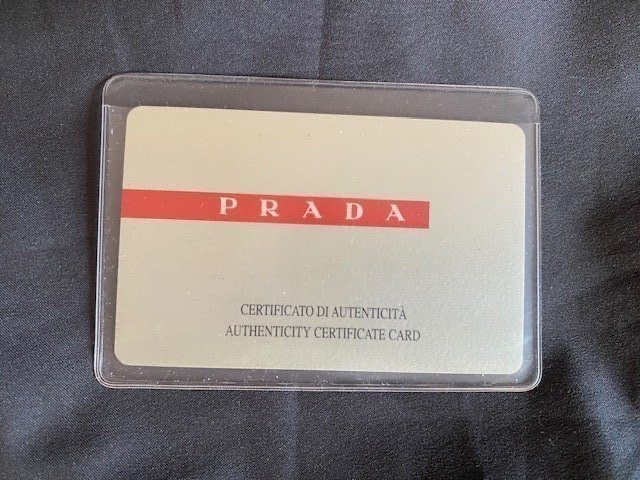 PRADA
CERTIFICATO DI AUTENTICITÀ
AUTHENTICITY CERTIFICATE CARD